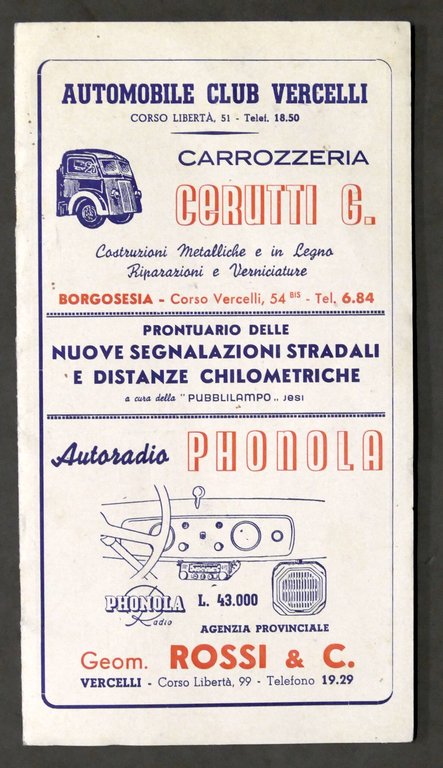 AUTOMOBILE CLUB VERCELLI
CORSO LIBERTÀ, 51 - Telef. 18.50
CARROZZERIA
CERUTTI G.
Costruzioni Metalliche e in Legno
Riparazioni e Verniciature
BORGOSESIA - Corso Vercelli, 54 BIS - Tel. 6.84
PRONTUARIO DELLE
NUOVE SEGNALAZIONI STRADALI
E DISTANZE CHILOMETRICHE
a cura della "PUBBLILAMPO„ Jesi
Autoradio PHONOLA
PHONOLA
Radio
L. 43.000
AGENZIA PROVINCIALE
Geom. ROSSI & C.
VERCELLI - Corso Libertà, 99 - Telefono 19.29